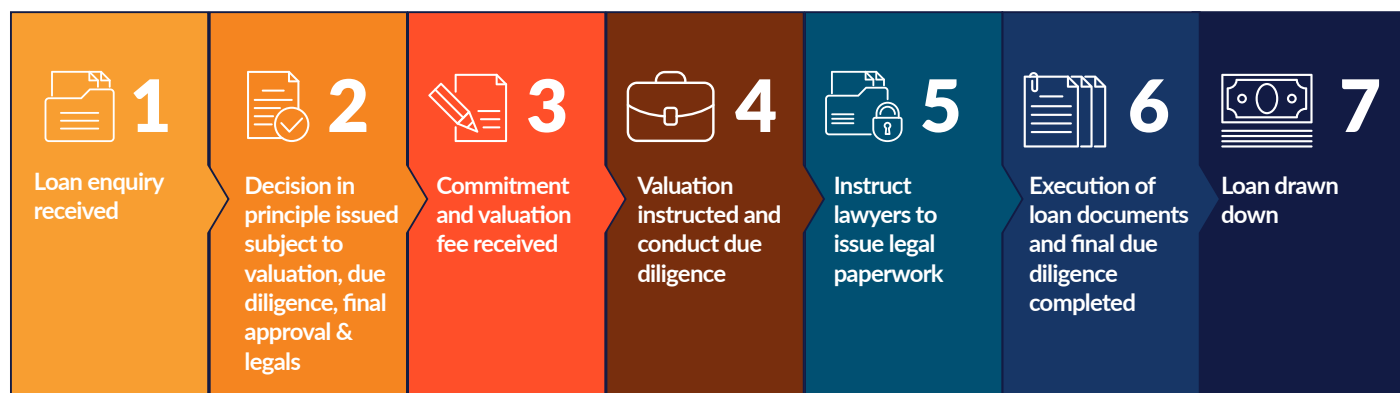 1
Loan enquiry
received
2
Decision in
principle issued
subject to
valuation, due
diligence, final
approval &
legals
3
Commitment
and valuation
fee received
4
Valuation
instructed and
conduct due
diligence
5
Instruct
lawyers to
issue legal
paperwork
6
Execution of
loan documents
and final due
diligence
completed
7
Loan drawn
down